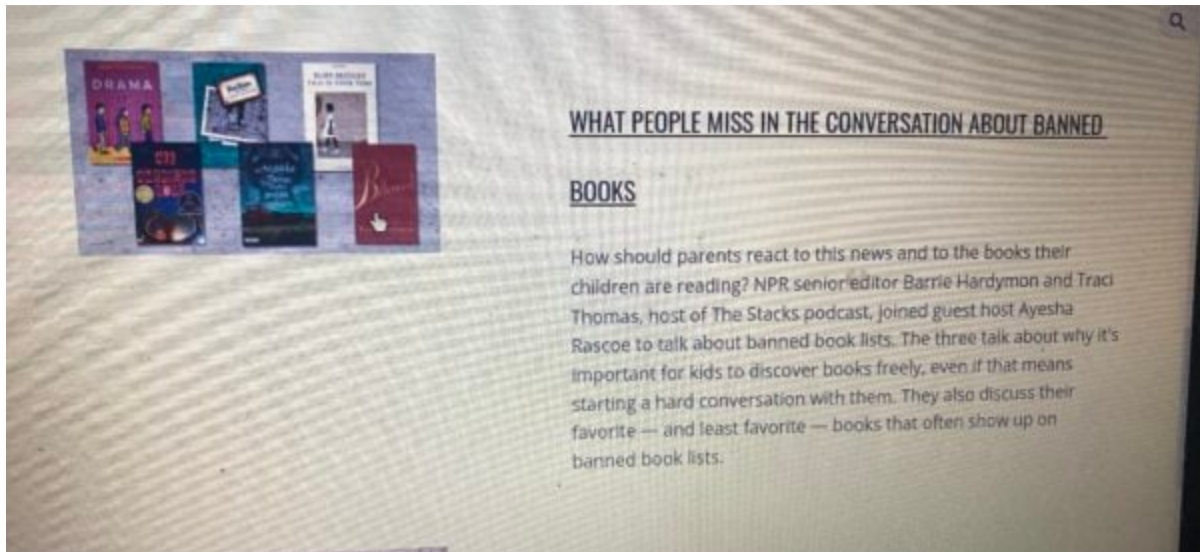 DRAMA
WHAT PEOPLE MISS IN THE CONVERSATION ABOUT BANNED
BOOKS
How should parents react to this news and to the books their
children are reading? NPR senior editor Barrie Hardymon and Traci
Thomas, host of The Stacks podcast, joined guest host Ayesha
Rascoe to talk about banned book lists. The three talk about why it's
important for kids to discover books freely, even if that means
starting a hard conversation with them. They also discuss their
favorite — and least favorite — books that often show up on
banned book lists.